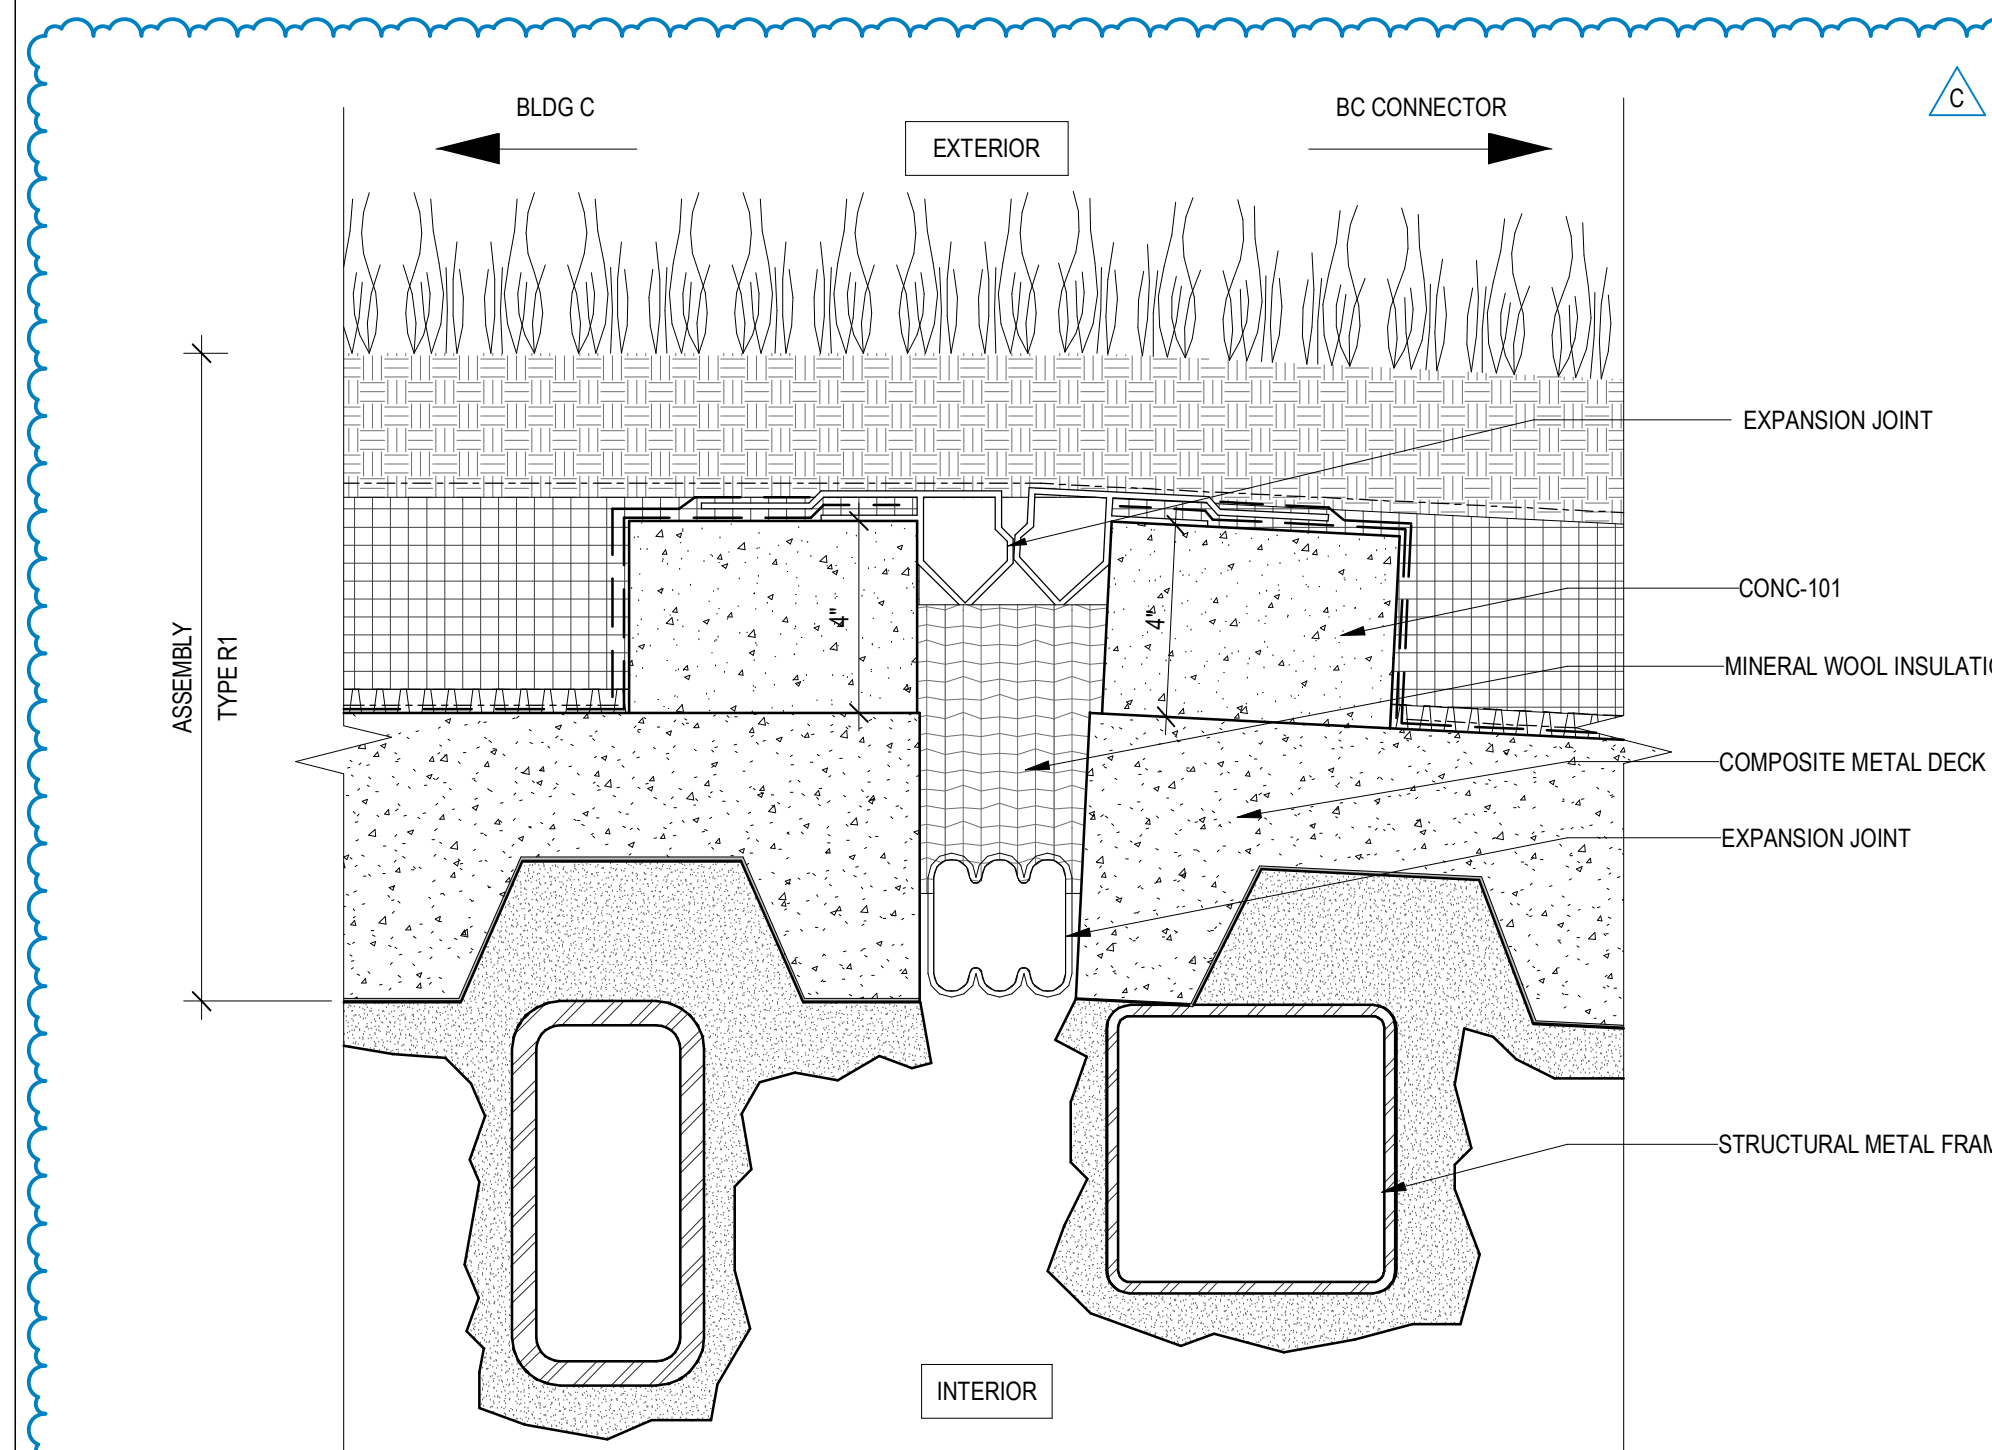 C
BLDG C
BC CONNECTOR
EXTERIOR
EXPANSION JOINT
CONC-101
4"
4"
ASSEMBLY
TYPE R1
MINERAL WOOL INSULATIO
COMPOSITE METAL DECK
EXPANSION JOINT
STRUCTURAL METAL FRAM
INTERIOR